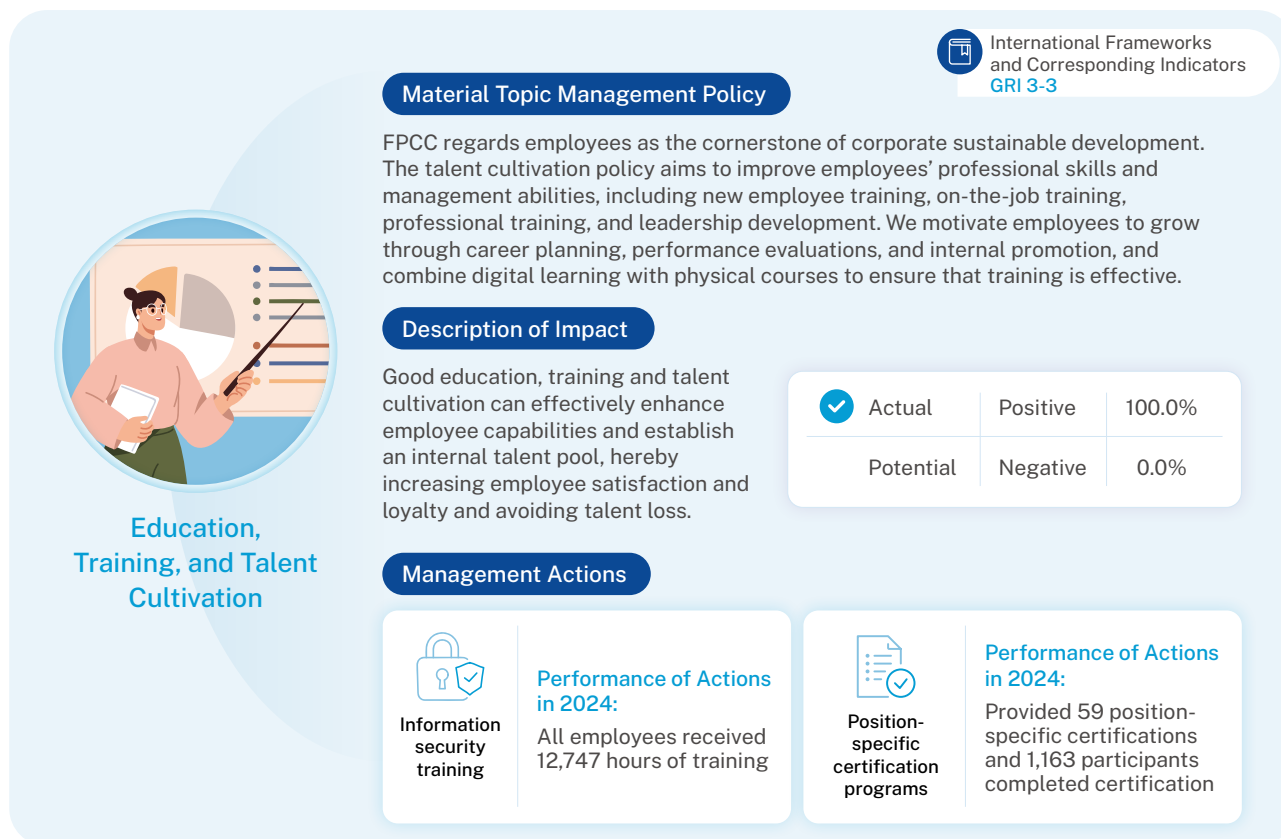 International Frameworks
and Corresponding Indicators
GRI 3-3
Material Topic Management Policy
FPCC regards employees as the cornerstone of corporate sustainable development.
The talent cultivation policy aims to improve employees’ professional skills and
management abilities, including new employee training, on-the-job training,
professional training, and leadership development. We motivate employees to grow
through career planning, performance evaluations, and internal promotion, and
combine digital learning with physical courses to ensure that training is effective.
Description of Impact
Good education, training and talent
cultivation can effectively enhance
employee capabilities and establish
an internal talent pool, hereby
increasing employee satisfaction and
loyalty and avoiding talent loss.
Actual Positive 100.0%
Potential Negative 0.0%
Education,
Training, and Talent
Cultivation
Management Actions
Information
security
training
Performance of Actions
in 2024:
All employees received
12,747 hours of training
Position-
specific
certification
programs
Performance of Actions
in 2024:
Provided 59 position-
specific certifications
and 1,163 participants
completed certification